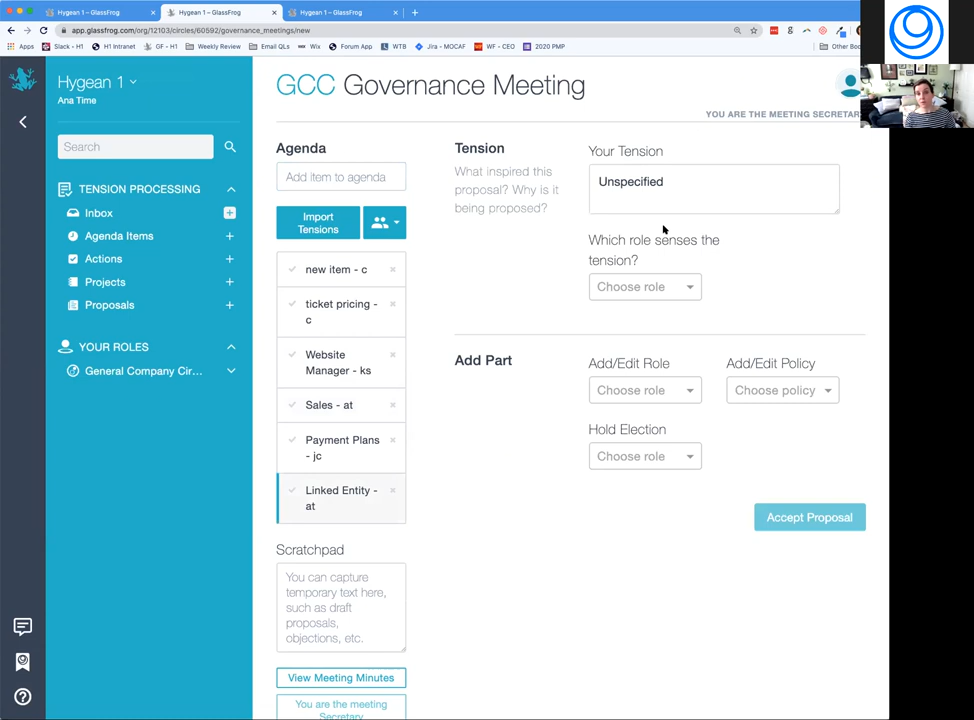 Hygean 1 – GlassFrog
Hygean 1 – GlassFrog
Hygean 1 – GlassFrog
app.glassfrog.com/org/12103/circles/60592/governance_meetings/new
Apps
Slack - H1
H1 Intranet
GF - H1
Weekly Review
Email QLs
Wix
Forum App
WTB
Jira - MOCAF
WF - CEO
2020 PMP
Other Boo
Hygean 1
Ana Time
Search
TENSION PROCESSING
Inbox
Agenda Items
Actions
Projects
Proposals
YOUR ROLES
General Company Cir...
GCC Governance Meeting
YOU ARE THE MEETING SECRETAR
Agenda
Add item to agenda
Import
Tensions
new item - c
ticket pricing -
c
Website
Manager - ks
Sales - at
Payment Plans
- jc
Linked Entity -
at
Scratchpad
You can capture
temporary text here,
such as draft
proposals,
objections, etc.
View Meeting Minutes
You are the meeting
Secretary
Tension
What inspired this
proposal? Why is it
being proposed?
Your Tension
Unspecified
Which role senses the
tension?
Choose role
Add Part
Add/Edit Role
Choose role
Add/Edit Policy
Choose policy
Hold Election
Choose role
Accept Proposal